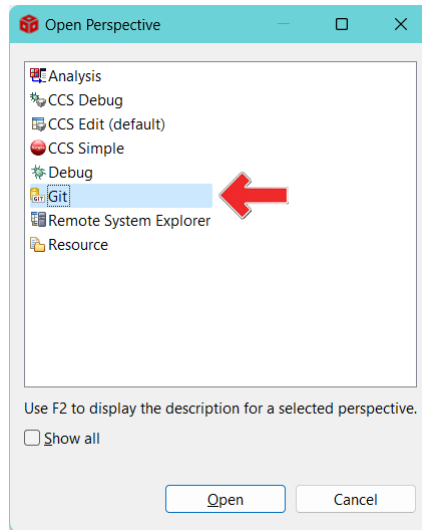 Open Perspective
Analysis
CCS Debug
CCS Edit (default)
CCS Simple
Debug
Git
Remote System Explorer
Resource
Use F2 to display the description for a selected perspective.
Show all
Open
Cancel